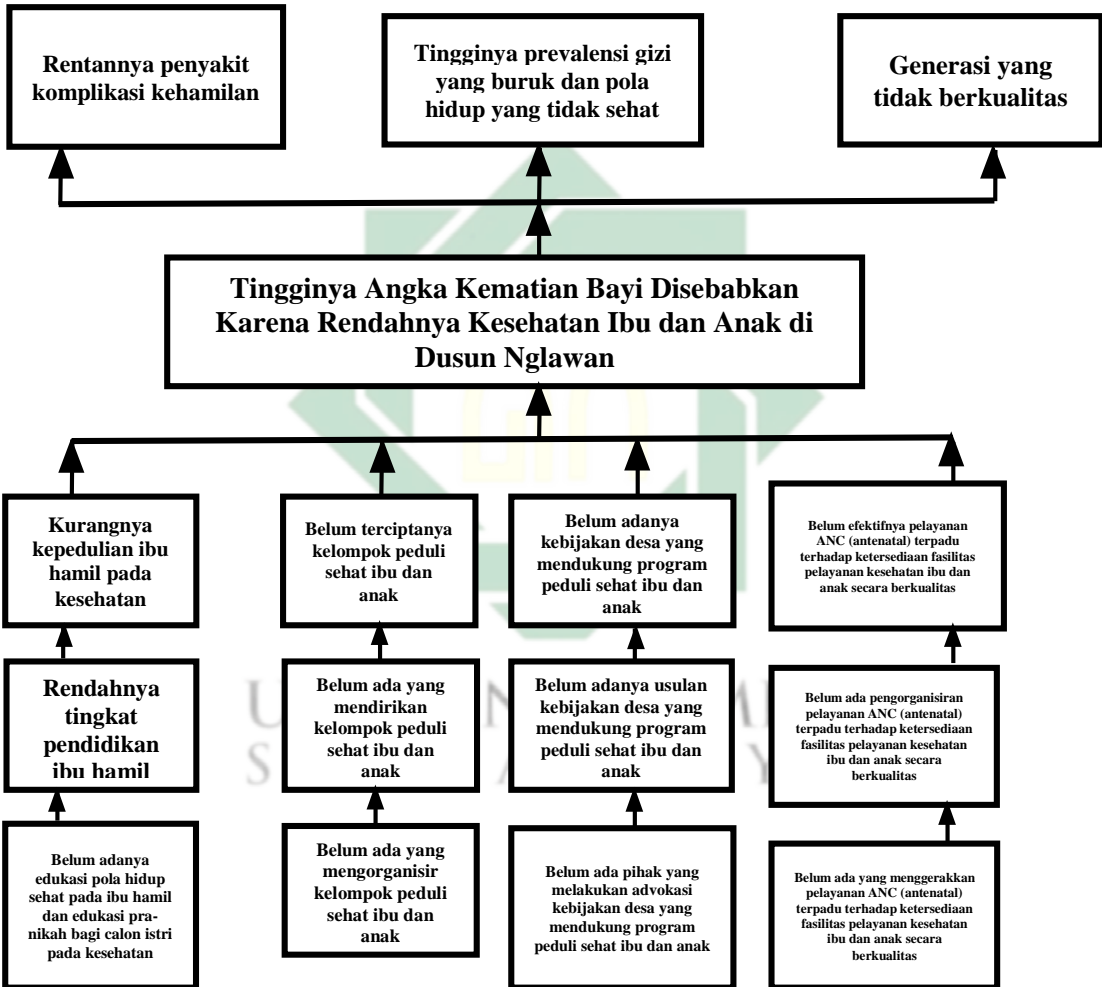 Rentannya penyakit
komplikasi kehamilan
Tingginya prevalensi gizi
yang buruk dan pola
hidup yang tidak sehat
Generasi yang
tidak berkualitas
Tingginya Angka Kematian Bayi Disebabkan
Karena Rendahnya Kesehatan Ibu dan Anak di
Dusun Nglawan
Kurangnya
kepedulian ibu
hamil pada
kesehatan
Belum terciptanya
kelompok peduli
sehat ibu dan
anak
Belum adanya
kebijakan desa yang
mendukung program
peduli sehat ibu dan
anak
Belum efektifnya pelayanan
ANC (antenatal) terpadu
terhadap ketersediaan fasilitas
pelayanan kesehatan ibu dan
anak secara berkualitas
Rendahnya
tingkat
pendidikan
ibu hamil
Belum ada yang
mendirikan
kelompok peduli
sehat ibu dan
anak
Belum adanya usulan
kebijakan desa yang
mendukung program
peduli sehat ibu dan
anak
Belum ada pengorganisiran
pelayanan ANC (antenatal)
terpadu terhadap ketersediaan
fasilitas pelayanan kesehatan
ibu dan anak secara
berkualitas
Belum adanya
edukasi pola hidup
sehat pada ibu hamil
dan edukasi pra-
nikah bagi calon istri
pada kesehatan
Belum ada yang
mengorganisir
kelompok peduli
sehat ibu dan
anak
Belum ada pihak yang
melakukan advokasi
kebijakan desa yang
mendukung program
peduli sehat ibu dan anak
Belum ada yang menggerakkan
pelayanan ANC (antenatal)
terpadu terhadap ketersediaan
fasilitas pelayanan kesehatan
ibu dan anak secara
berkualitas